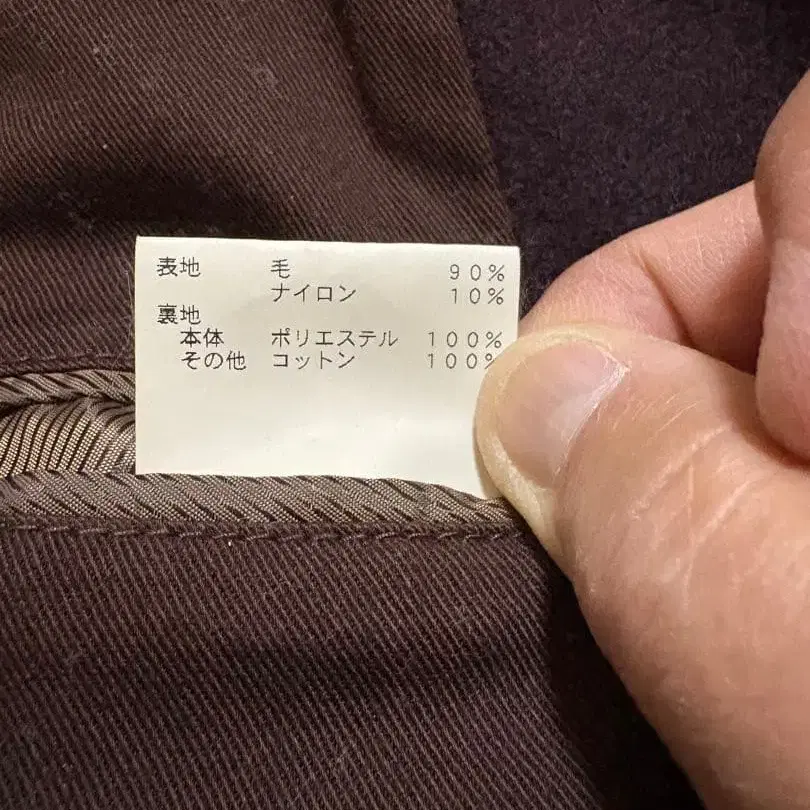 表地 毛 90%
ナイロン 10%
裏地
本体 ポリエステル 100%
その他 コットン 100%